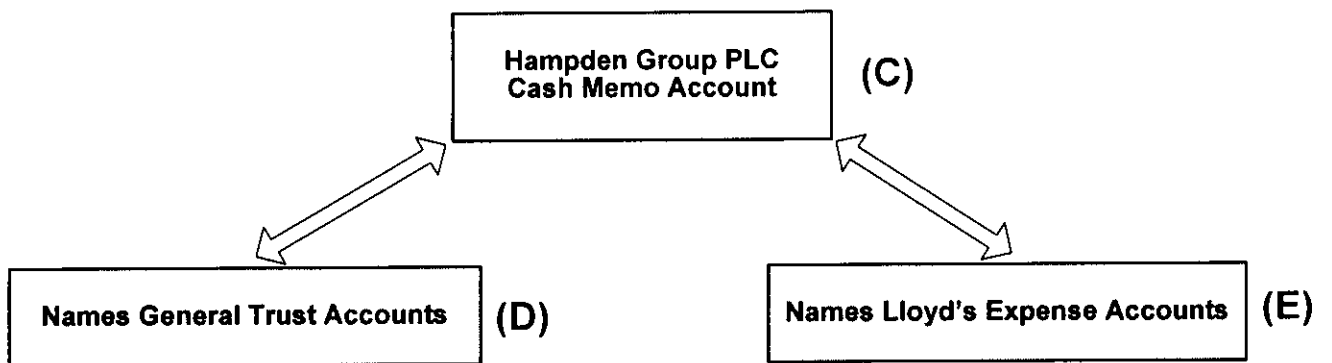 Hampden Group PLC
Cash Memo Account
(C)
Names General Trust Accounts
(D)
Names Lloyd's Expense Accounts
(E)